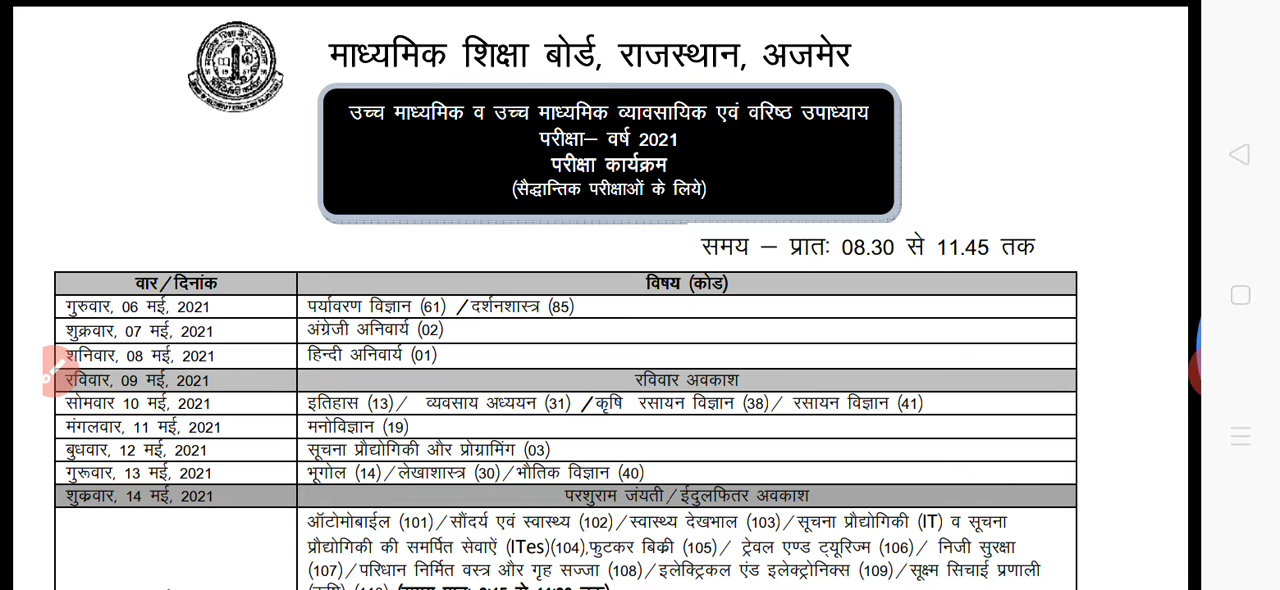 माध्यमिक शिक्षा बोर्ड, राजस्थान, अजमेर
उच्च माध्यमिक व उच्च माध्यमिक व्यावसायिक एवं वरिष्ठ उपाध्याय
परीक्षा– वर्ष 2021
परीक्षा कार्यक्रम
(सैद्धान्तिक परीक्षाओं के लिये)
समय – प्रातः 08.30 से 11.45 तक
वार/दिनांक विषय (कोड)
गुरुवार, 06 मई, 2021 पर्यावरण विज्ञान (61) /दर्शनशास्त्र (85)
शुक्रवार, 07 मई, 2021 अंग्रेजी अनिवार्य (02)
शनिवार, 08 मई, 2021 हिन्दी अनिवार्य (01)
रविवार, 09 मई, 2021 रविवार अवकाश
सोमवार 10 मई, 2021 इतिहास (13)/ व्यवसाय अध्ययन (31) /कृषि रसायन विज्ञान (38)/ रसायन विज्ञान (41)
मंगलवार, 11 मई, 2021 मनोविज्ञान (19)
बुधवार, 12 मई, 2021 सूचना प्रौद्योगिकी और प्रोग्रामिंग (03)
गुरूवार, 13 मई, 2021 भूगोल (14)/लेखाशास्त्र (30)/भौतिक विज्ञान (40)
शुक्रवार, 14 मई, 2021 परशुराम जंयती/ईदुलफितर अवकाश
ऑटोमोबाईल (101)/सौंदर्य एवं स्वास्थ्य (102)/स्वास्थ्य देखभाल (103)/सूचना प्रौद्योगिकी (IT) व सूचना
प्रौद्योगिकी की समर्पित सेवाऐं (ITes)(104),फुटकर बिक्री (105)/ ट्रेवल एण्ड ट्यूरिज्म (106)/ निजी सुरक्षा
(107)/परिधान निर्मित वस्त्र और गृह सज्जा (108)/इलेक्ट्रिकल एंड इलेक्ट्रोनिक्स (109)/सूक्ष्म सिचाई प्रणाली